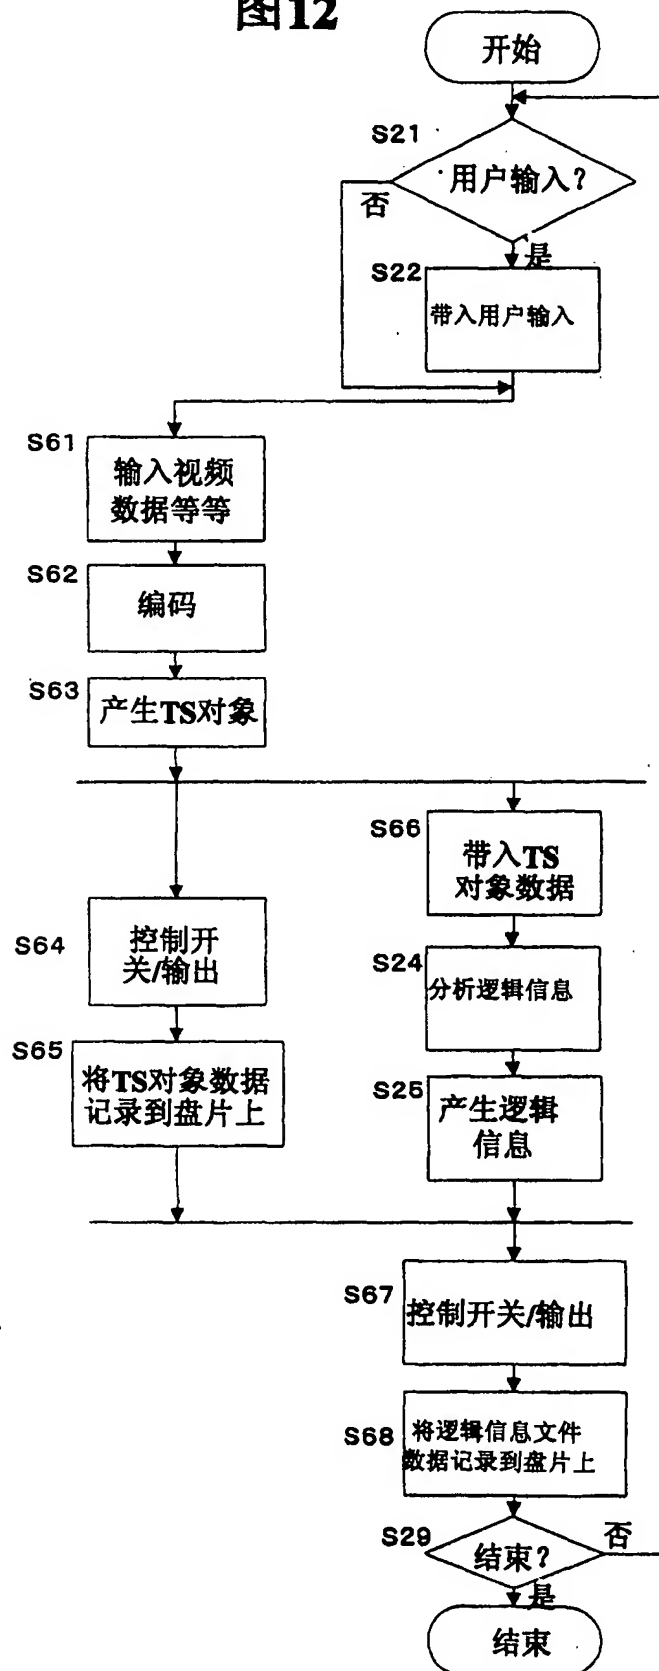 图12
开始
S21
用户输入?
否
是
S22
带入用户输入
S61
输入视频
数据等等
S62
编码
S63
产生TS对象
S66
带入TS
对象数据
S64
控制开
关/输出
S24
分析逻辑信息
S65
将TS对象数据
记录到盘片上
S25
产生逻辑
信息
S67
控制开关/输出
S68
将逻辑信息文件
数据记录到盘片上
S29
结束?
否
是
结束